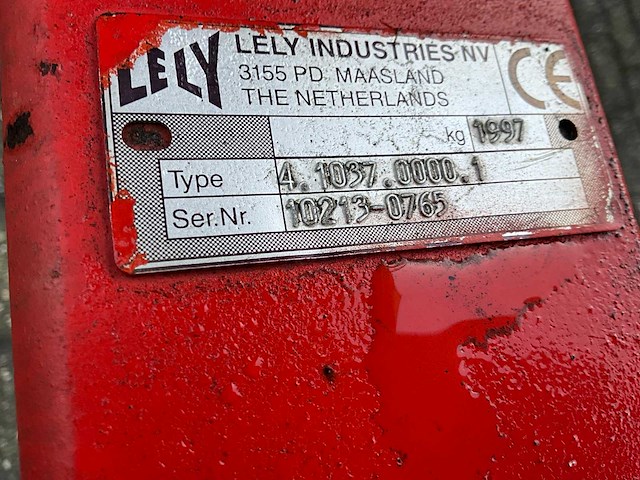 LELY
LELY INDUSTRIES NV
3155 PD. MAASLAND
THE NETHERLANDS
CE
kg 1997
Type 4.1037.0000.1
Ser.Nr. 10213-0765